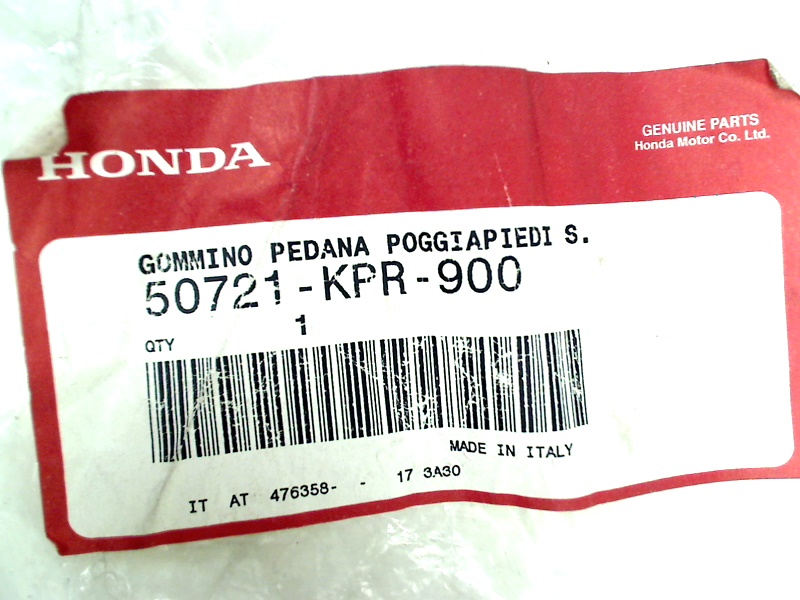 HONDA
GENUINE PARTS
Honda Motor Co. Ltd.
GOMMINO PEDANA POGGIAPIEDI S.
50721-KPR-900
QTY 1
MADE IN ITALY
IT AT 476358- - 17 3A30